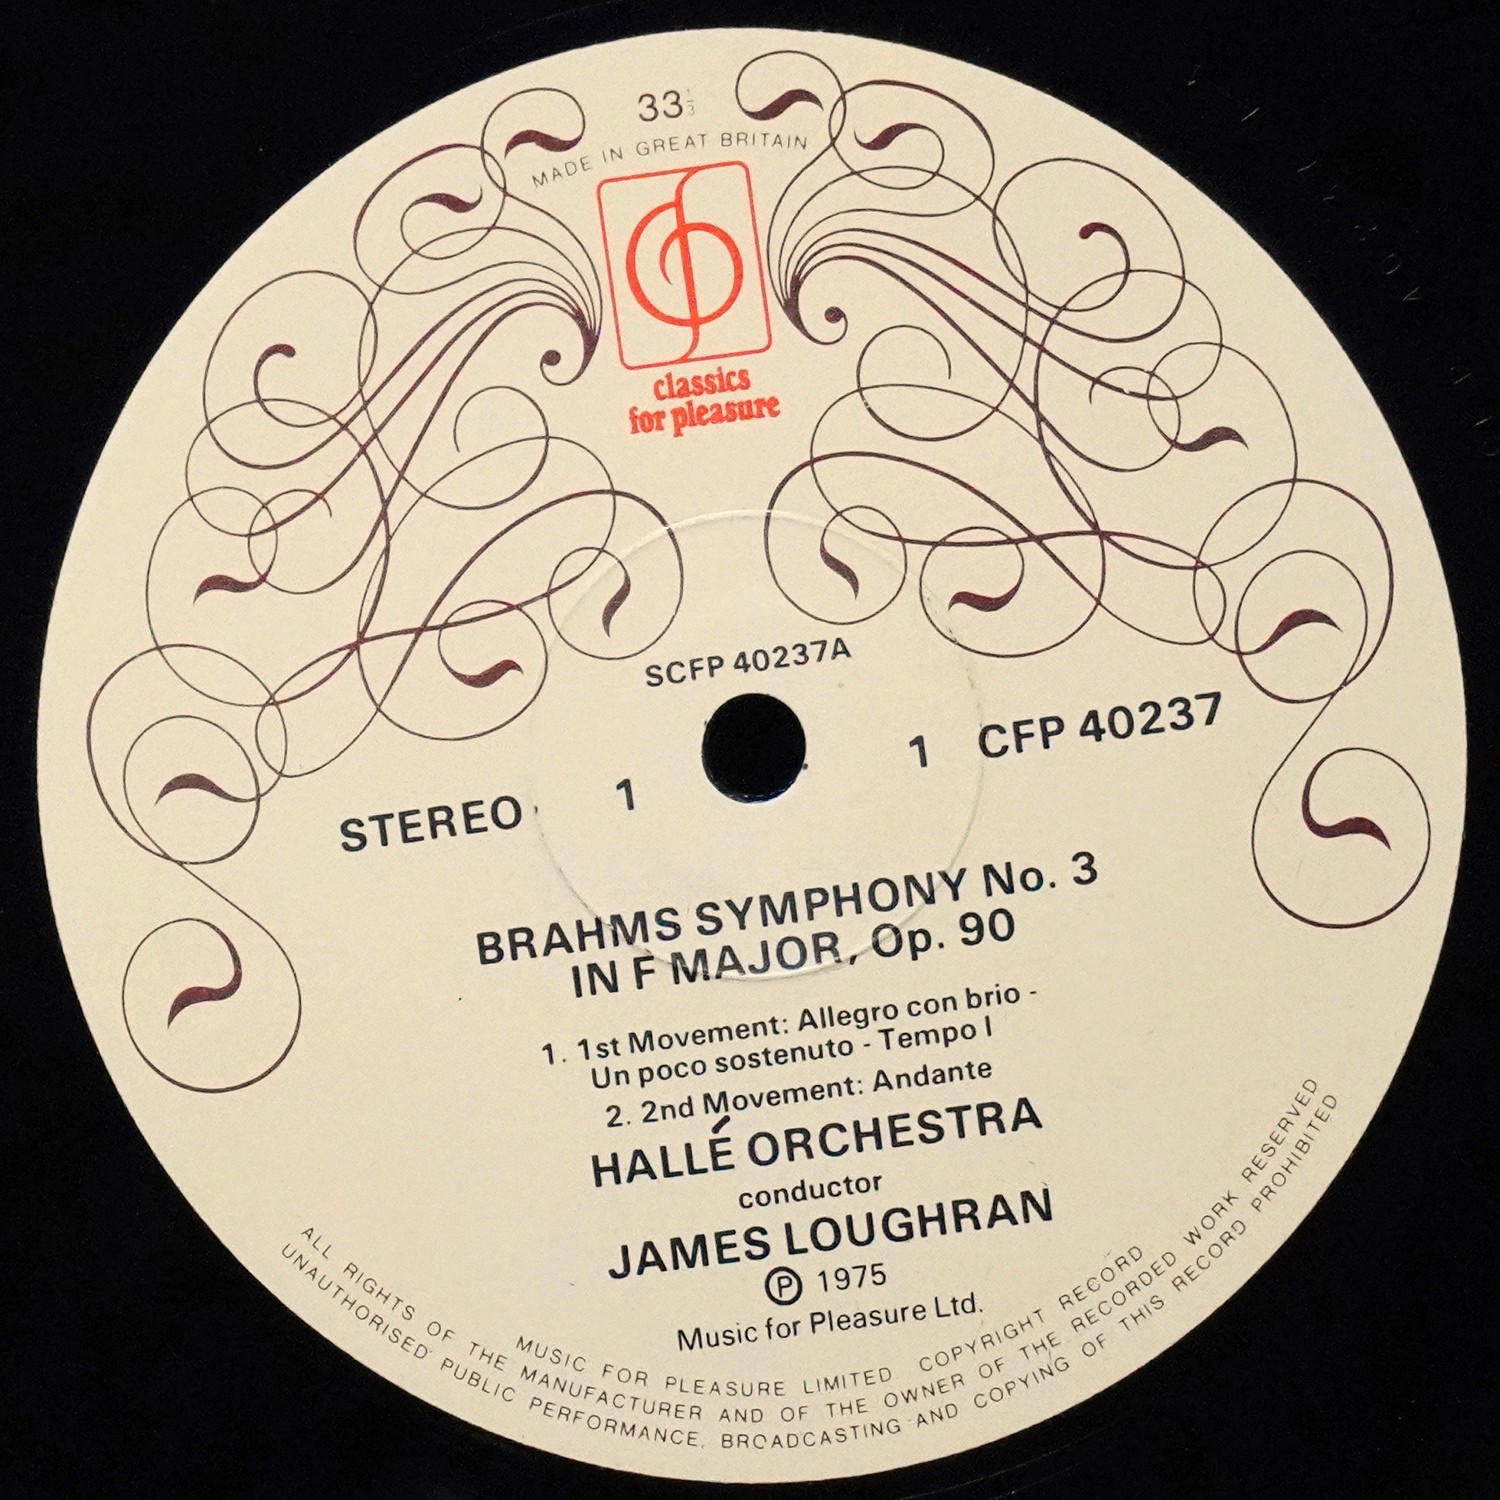 33⅓
MADE IN GREAT BRITAIN
classics
for pleasure
SCFP 40237A
STEREO 1 1 CFP 40237
BRAHMS SYMPHONY No. 3
IN F MAJOR, Op. 90
1. 1st Movement: Allegro con brio -
Un poco sostenuto - Tempo I
2. 2nd Movement: Andante
HALLÉ ORCHESTRA
conductor
JAMES LOUGHRAN
Ⓟ 1975
Music for Pleasure Ltd.
MUSIC FOR PLEASURE LIMITED COPYRIGHT RECORD
ALL RIGHTS OF THE MANUFACTURER AND OF THE OWNER OF THE RECORDED WORK RESERVED
UNAUTHORISED PUBLIC PERFORMANCE, BROADCASTING AND COPYING OF THIS RECORD PROHIBITED